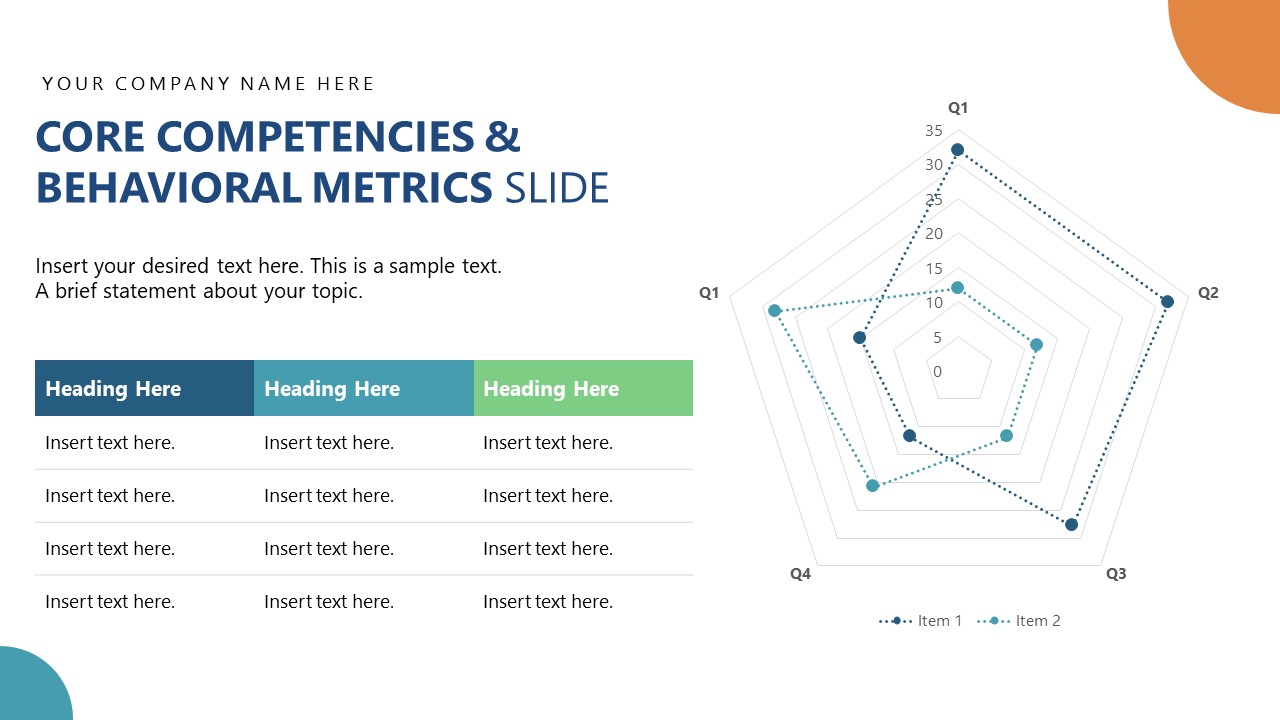 YOUR COMPANY NAME HERE
CORE COMPETENCIES &
BEHAVIORAL METRICS SLIDE
Insert your desired text here. This is a sample text.
A brief statement about your topic.
Heading Here Heading Here Heading Here
Insert text here. Insert text here. Insert text here.
Insert text here. Insert text here. Insert text here.
Insert text here. Insert text here. Insert text here.
Insert text here. Insert text here. Insert text here.
Q1
35
30
25
20
15
10
5
0
Q1
Q2
Q4
Q3
Item 1 Item 2